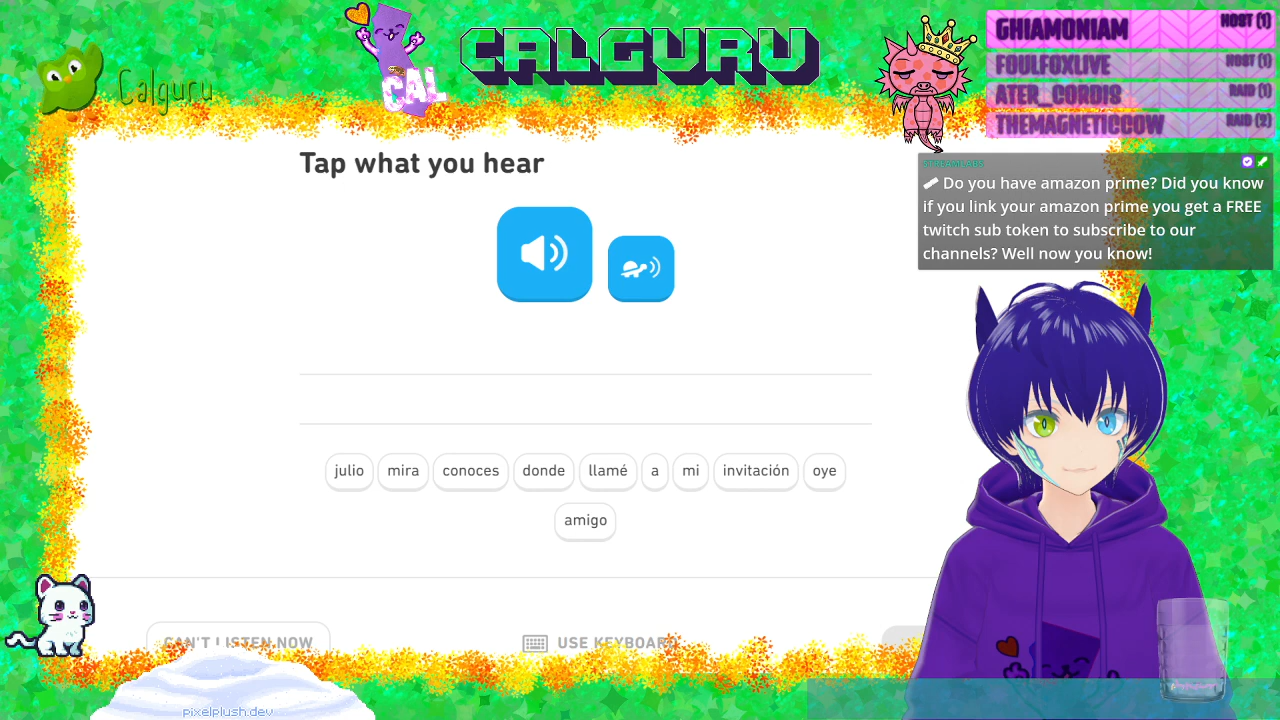 Calguru
CAL
CALGURU
GHIAMONIAM HOST (1)
FOULFOXLIVE HOST (1)
ATER_CORDIS RAID (1)
THEMAGNETICCOW RAID (2)
STREAMLABS
Do you have amazon prime? Did you know
if you link your amazon prime you get a FREE
twitch sub token to subscribe to our
channels? Well now you know!
Tap what you hear
julio mira conoces donde llamé a mi invitación oye
amigo
CAN'T LISTEN NOW
USE KEYBOAR
pixelplush.dev